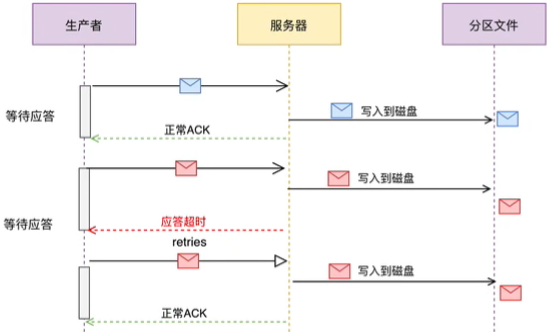 生产者
服务器
分区文件
写入到磁盘
等待应答
正常ACK
写入到磁盘
等待应答
应答超时
retries
写入到磁盘
正常ACK